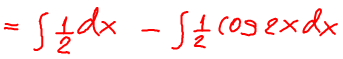 = ∫ 1/2 dx - ∫ 1/2 cos 2x dx